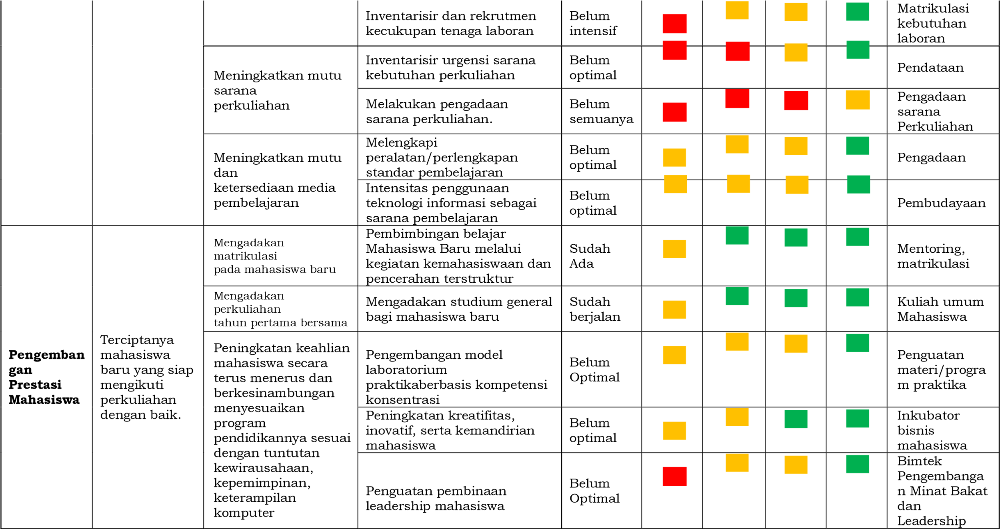 Inventarisir dan rekrutmen
kecukupan tenaga laboran
Belum
intensif
Matrikulasi
kebutuhan
laboran
Meningkatkan mutu
sarana
perkuliahan
Inventarisir urgensi sarana
kebutuhan perkuliahan
Belum
optimal
Pendataan
Melakukan pengadaan
sarana perkuliahan.
Belum
semuanya
Pengadaan
sarana
Perkuliahan
Meningkatkan mutu
dan
ketersediaan media
pembelajaran
Melengkapi
peralatan/perlengkapan
standar pembelajaran
Belum
optimal
Pengadaan
Intensitas penggunaan
teknologi informasi sebagai
sarana pembelajaran
Belum
optimal
Pembudayaan
Pengemban
gan
Prestasi
Mahasiswa
Terciptanya
mahasiswa
baru yang siap
mengikuti
perkuliahan
dengan baik.
Mengadakan
matrikulasi
pada mahasiswa baru
Pembimbingan belajar
Mahasiswa Baru melalui
kegiatan kemahasiswaan dan
pencerahan terstruktur
Sudah
Ada
Mentoring,
matrikulasi
Mengadakan
perkuliahan
tahun pertama bersama
Mengadakan studium general
bagi mahasiswa baru
Sudah
berjalan
Kuliah umum
Mahasiswa
Peningkatan keahlian
mahasiswa secara
terus menerus dan
berkesinambungan
menyesuaikan
program
pendidikannya sesuai
dengan tuntutan
kewirausahaan,
kepemimpinan,
keterampilan
komputer
Pengembangan model
laboratorium
praktikaberbasis kompetensi
konsentrasi
Belum
Optimal
Penguatan
materi/progra
m praktika
Peningkatan kreatifitas,
inovatif, serta kemandirian
mahasiswa
Belum
optimal
Inkubator
bisnis
mahasiswa
Penguatan pembinaan
leadership mahasiswa
Belum
Optimal
Bimtek
Pengembanga
n Minat Bakat
dan
Leadership